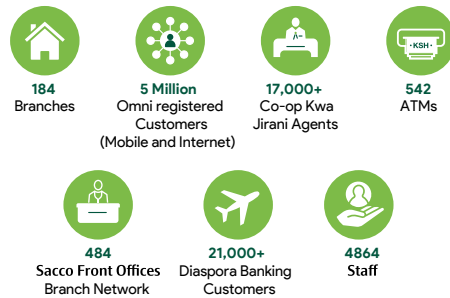 A-
KSH
184
Branches
5 Million
Omni registered
Customers
(Mobile and Internet)
17,000+
Co-op Kwa
Jirani Agents
542
ATMs
484
Sacco Front Offices
Branch Network
21,000+
Diaspora Banking
Customers
4864
Staff